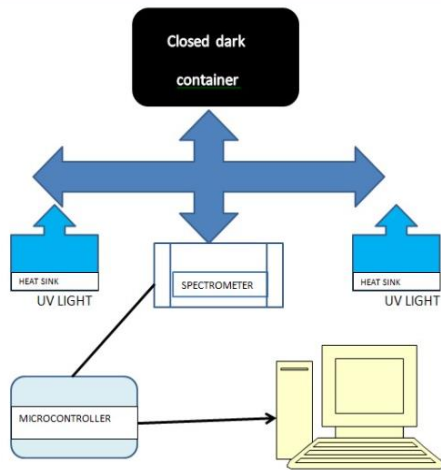 Closed dark
container
HEAT SINK
UV LIGHT
SPECTROMETER
HEAT SINK
UV LIGHT
MICROCONTROLLER